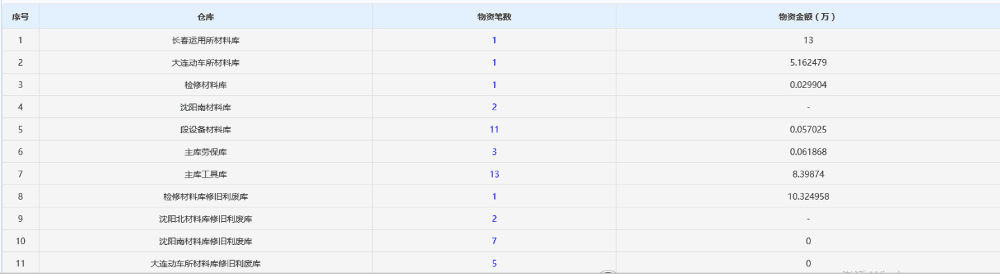 序号 仓库 物资笔数 物资金额（万）
1 长春运用所材料库 1 13
2 大连动车所材料库 1 5.162479
3 检修材料库 1 0.029904
4 沈阳南材料库 2 -
5 段设备材料库 11 0.057025
6 主库劳保库 3 0.061868
7 主库工具库 13 8.39874
8 检修材料库修旧利废库 1 10.324958
9 沈阳北材料库修旧利废库 2 -
10 沈阳南材料库修旧利废库 7 0
11 大连动车所材料库修旧利废库 5 0